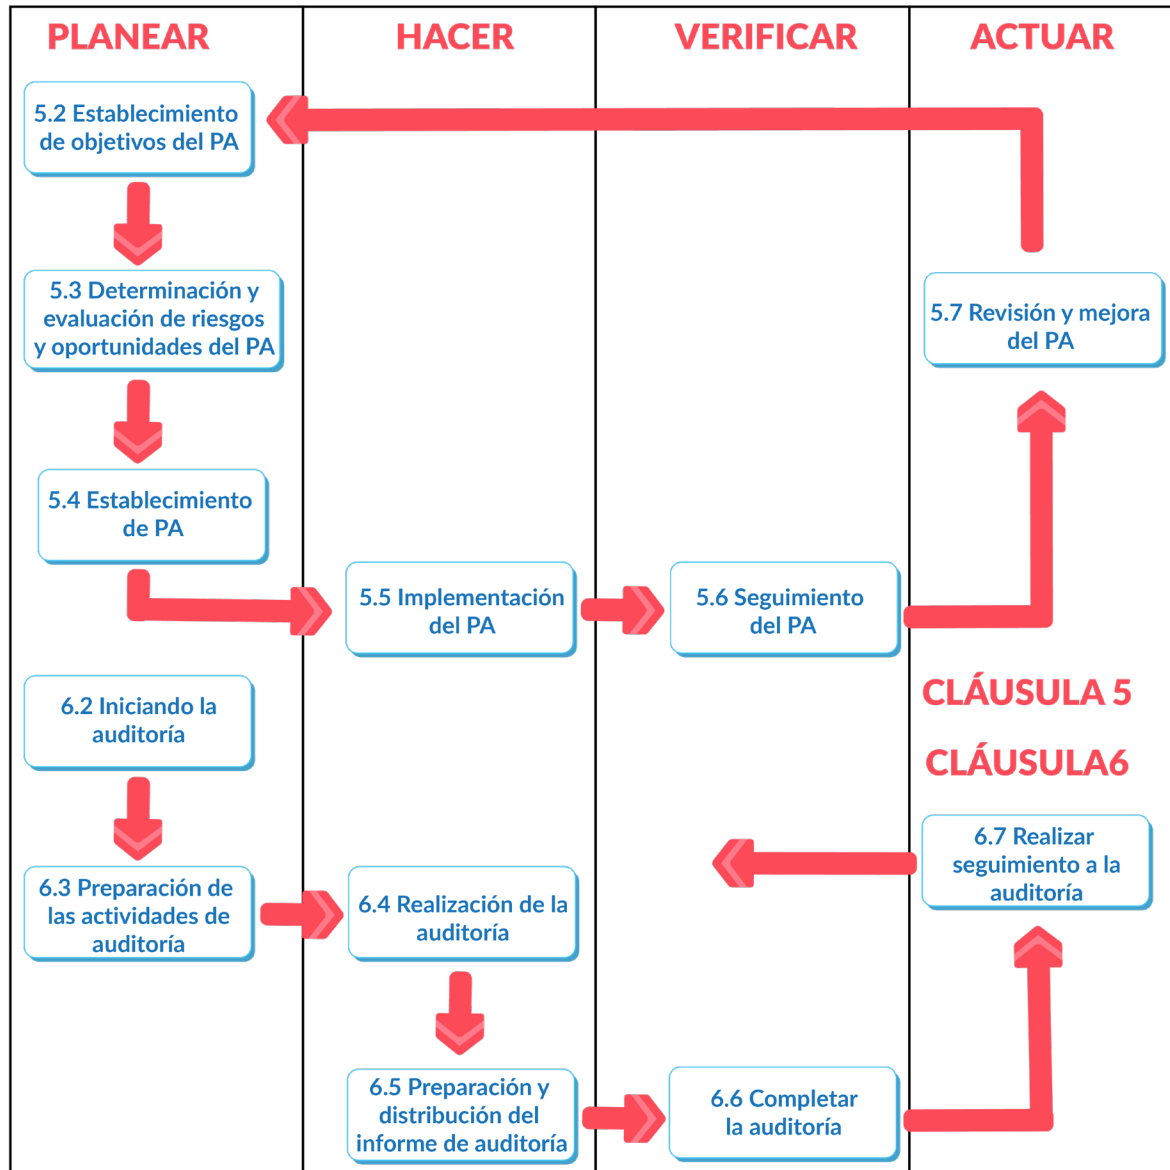 PLANEAR
HACER
VERIFICAR
ACTUAR
5.2 Establecimiento
de objetivos del PA
5.3 Determinación y
evaluación de riesgos
y oportunidades del PA
5.7 Revisión y mejora
del PA
5.4 Establecimiento
de PA
5.5 Implementación
del PA
5.6 Seguimiento
del PA
CLÁUSULA 5
6.2 Iniciando la
auditoría
CLÁUSULA6
6.7 Realizar
seguimiento a la
auditoría
6.3 Preparación de
las actividades de
auditoría
6.4 Realización de la
auditoría
6.5 Preparación y
distribución del
informe de auditoría
6.6 Completar
la auditoría